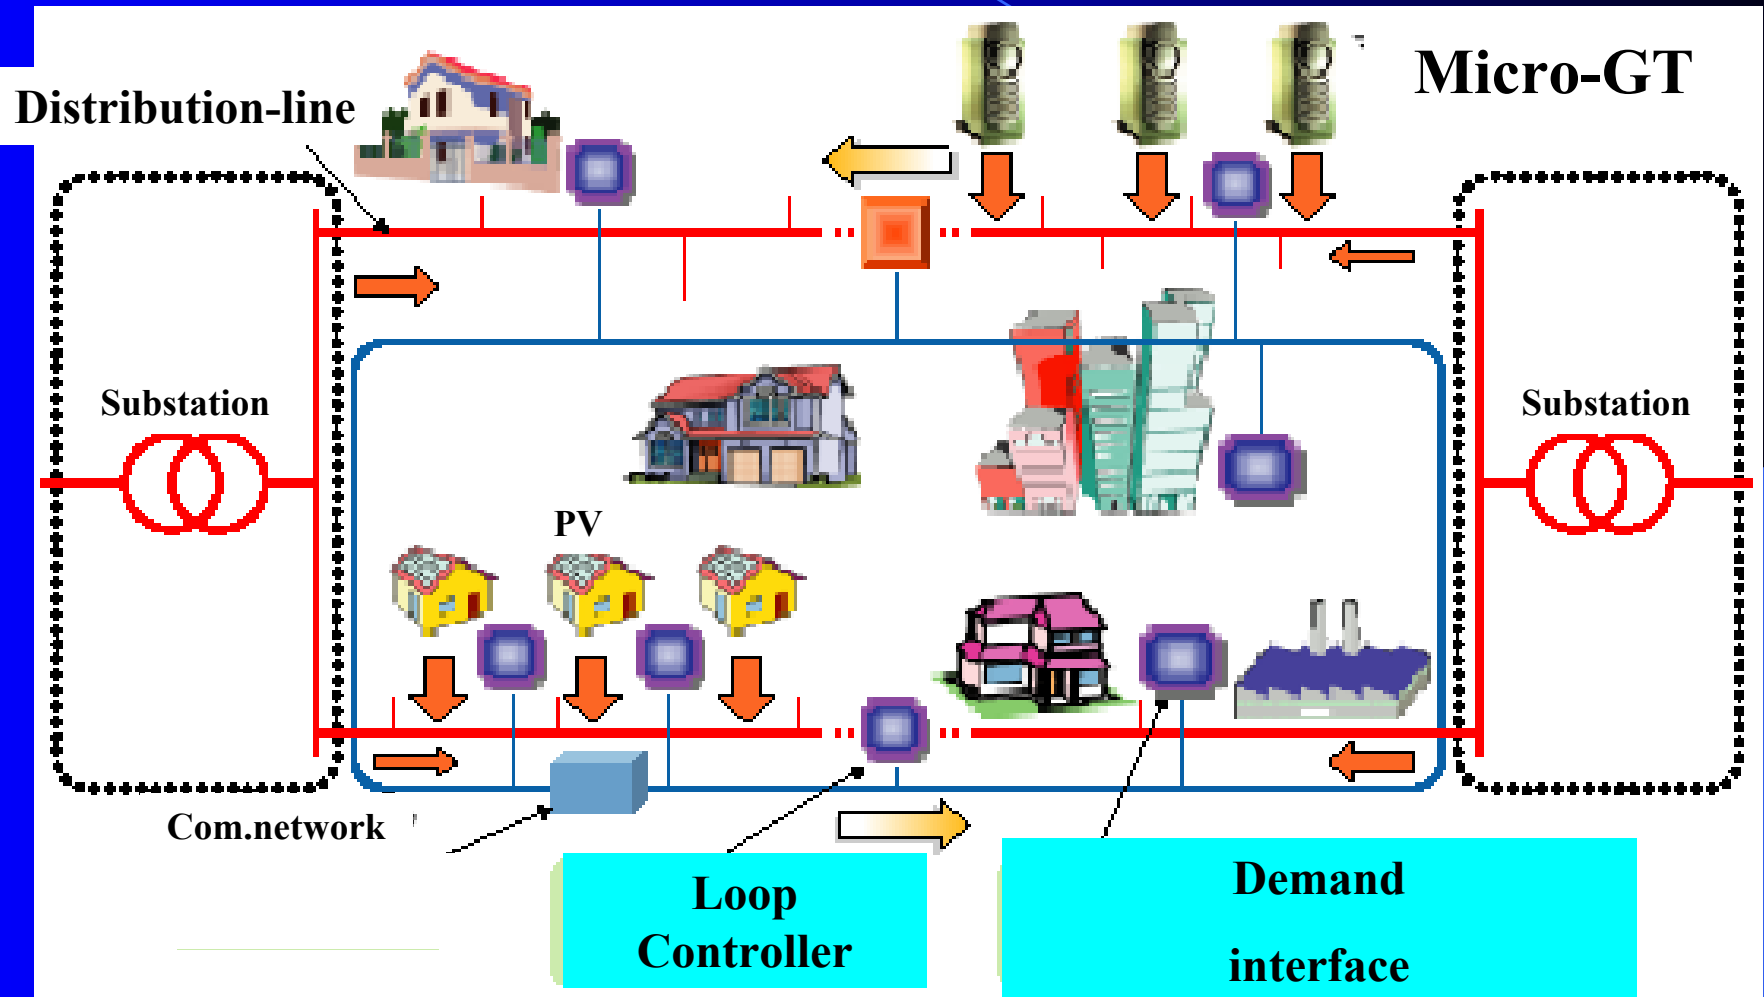 Micro-GT
Distribution-line
Substation
Substation
PV
Com.network
Loop
Controller
Demand
interface